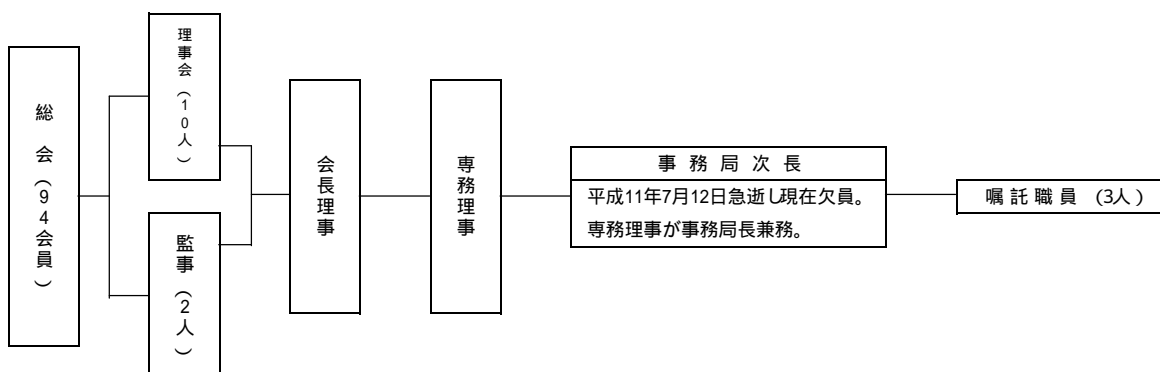 総会（94会員）
理事会（10人）
監事（2人）
会長理事
専務理事
事務局次長
平成11年7月12日急逝し現在欠員。
専務理事が事務局長兼務。
嘱託職員 (3人)